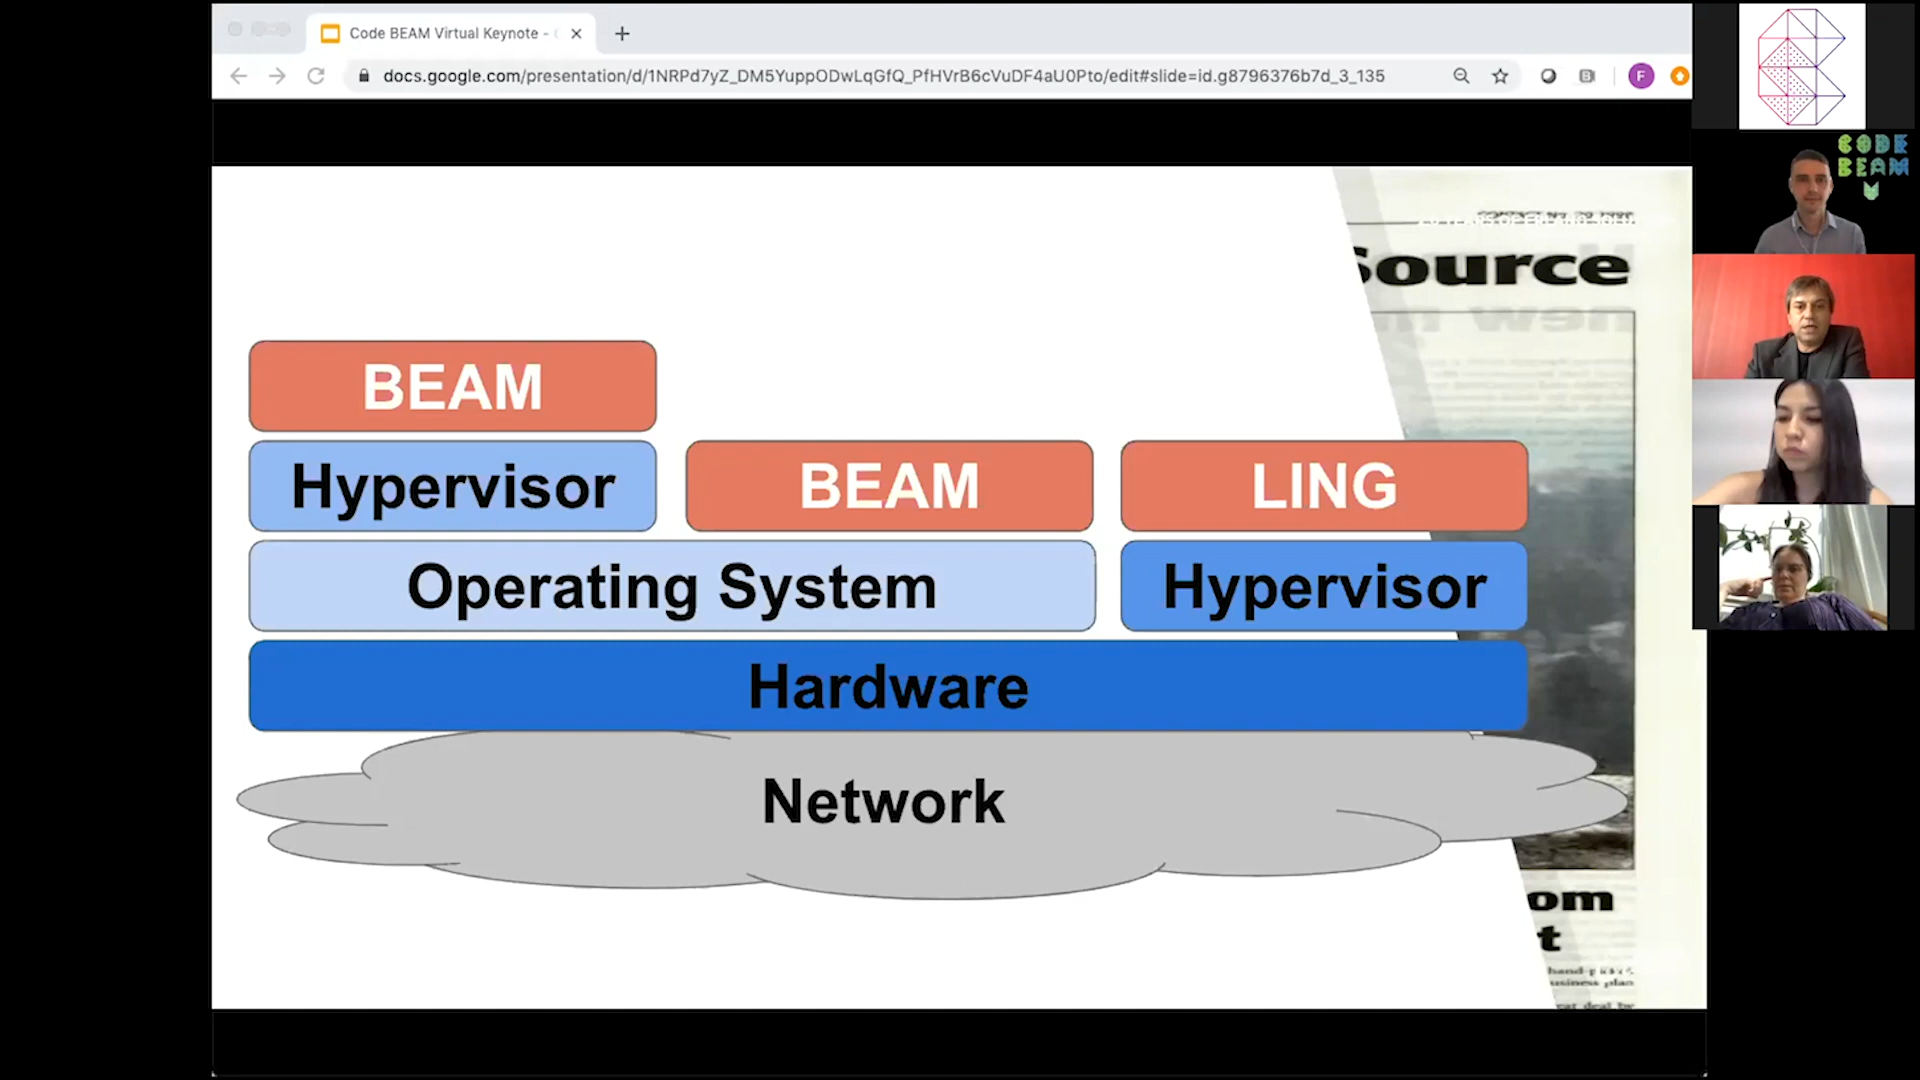 Code BEAM Virtual Keynote -
docs.google.com/presentation/d/1NRPd7yZ_DM5YuppODwLqGfQ_PfHVrB6cVuDF4aU0Pto/edit#slide=id.g8796376b7d_3_135
F
CODE
BEAM
V
Source
BEAM
Hypervisor
BEAM
LING
Operating System
Hypervisor
Hardware
Network
om
t